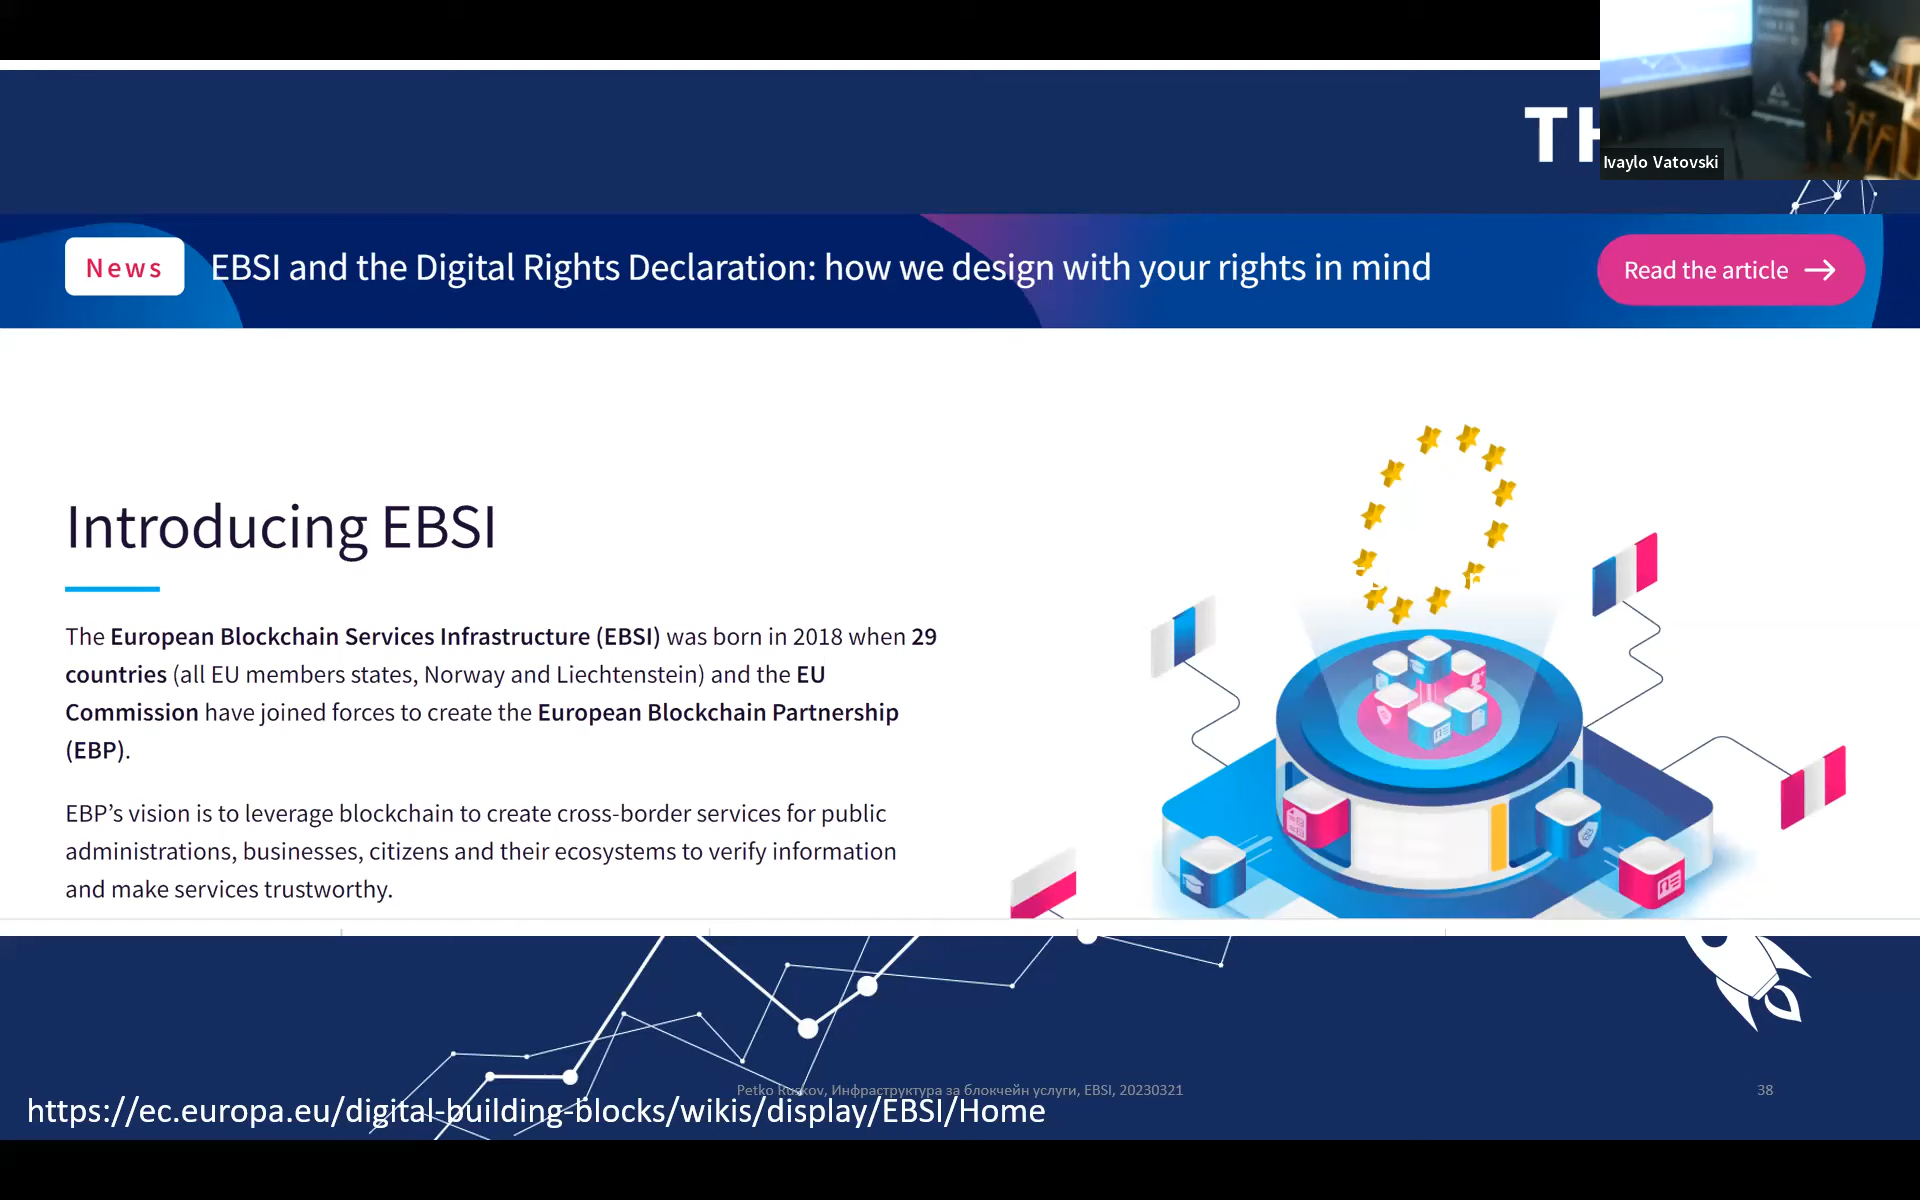 TH
Ivaylo Vatovski
News
EBSI and the Digital Rights Declaration: how we design with your rights in mind
Read the article
Introducing EBSI
The European Blockchain Services Infrastructure (EBSI) was born in 2018 when 29
countries (all EU members states, Norway and Liechtenstein) and the EU
Commission have joined forces to create the European Blockchain Partnership
(EBP).
EBP’s vision is to leverage blockchain to create cross-border services for public
administrations, businesses, citizens and their ecosystems to verify information
and make services trustworthy.
Petko Ruskov, Инфраструктура за блокчейн услуги, EBSI, 20230321
38
https://ec.europa.eu/digital-building-blocks/wikis/display/EBSI/Home